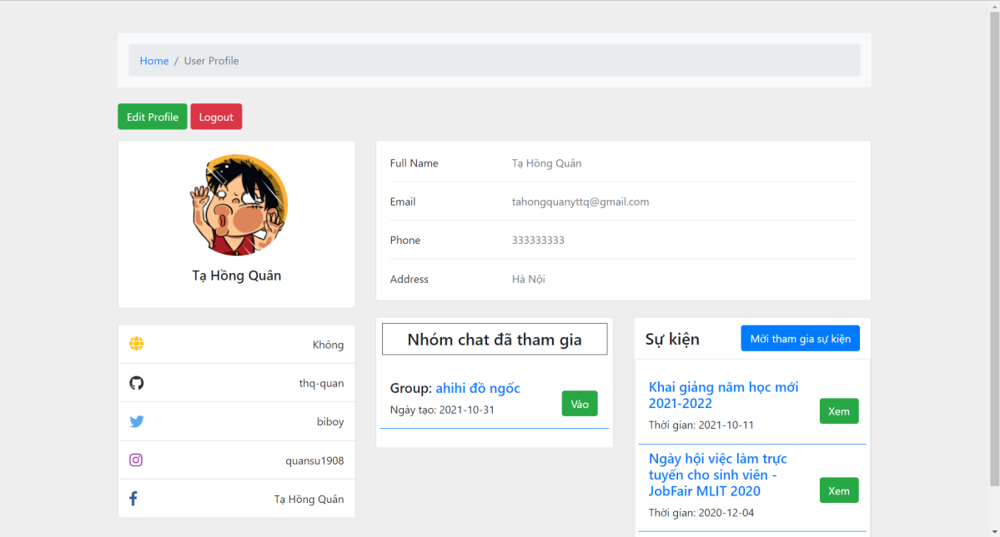 Home / User Profile
Edit Profile Logout
Tạ Hồng Quân
Full Name Tạ Hồng Quân
Email tahongquanyttq@gmail.com
Phone 333333333
Address Hà Nội
Không
thq-quan
biboy
quansu1908
Tạ Hồng Quân
Nhóm chat đã tham gia
Group: ahihi đồ ngốc
Ngày tạo: 2021-10-31
Vào
Sự kiện Mời tham gia sự kiện
Khai giảng năm học mới
2021-2022
Thời gian: 2021-10-11
Xem
Ngày hội việc làm trực
tuyến cho sinh viên -
JobFair MLIT 2020
Thời gian: 2020-12-04
Xem